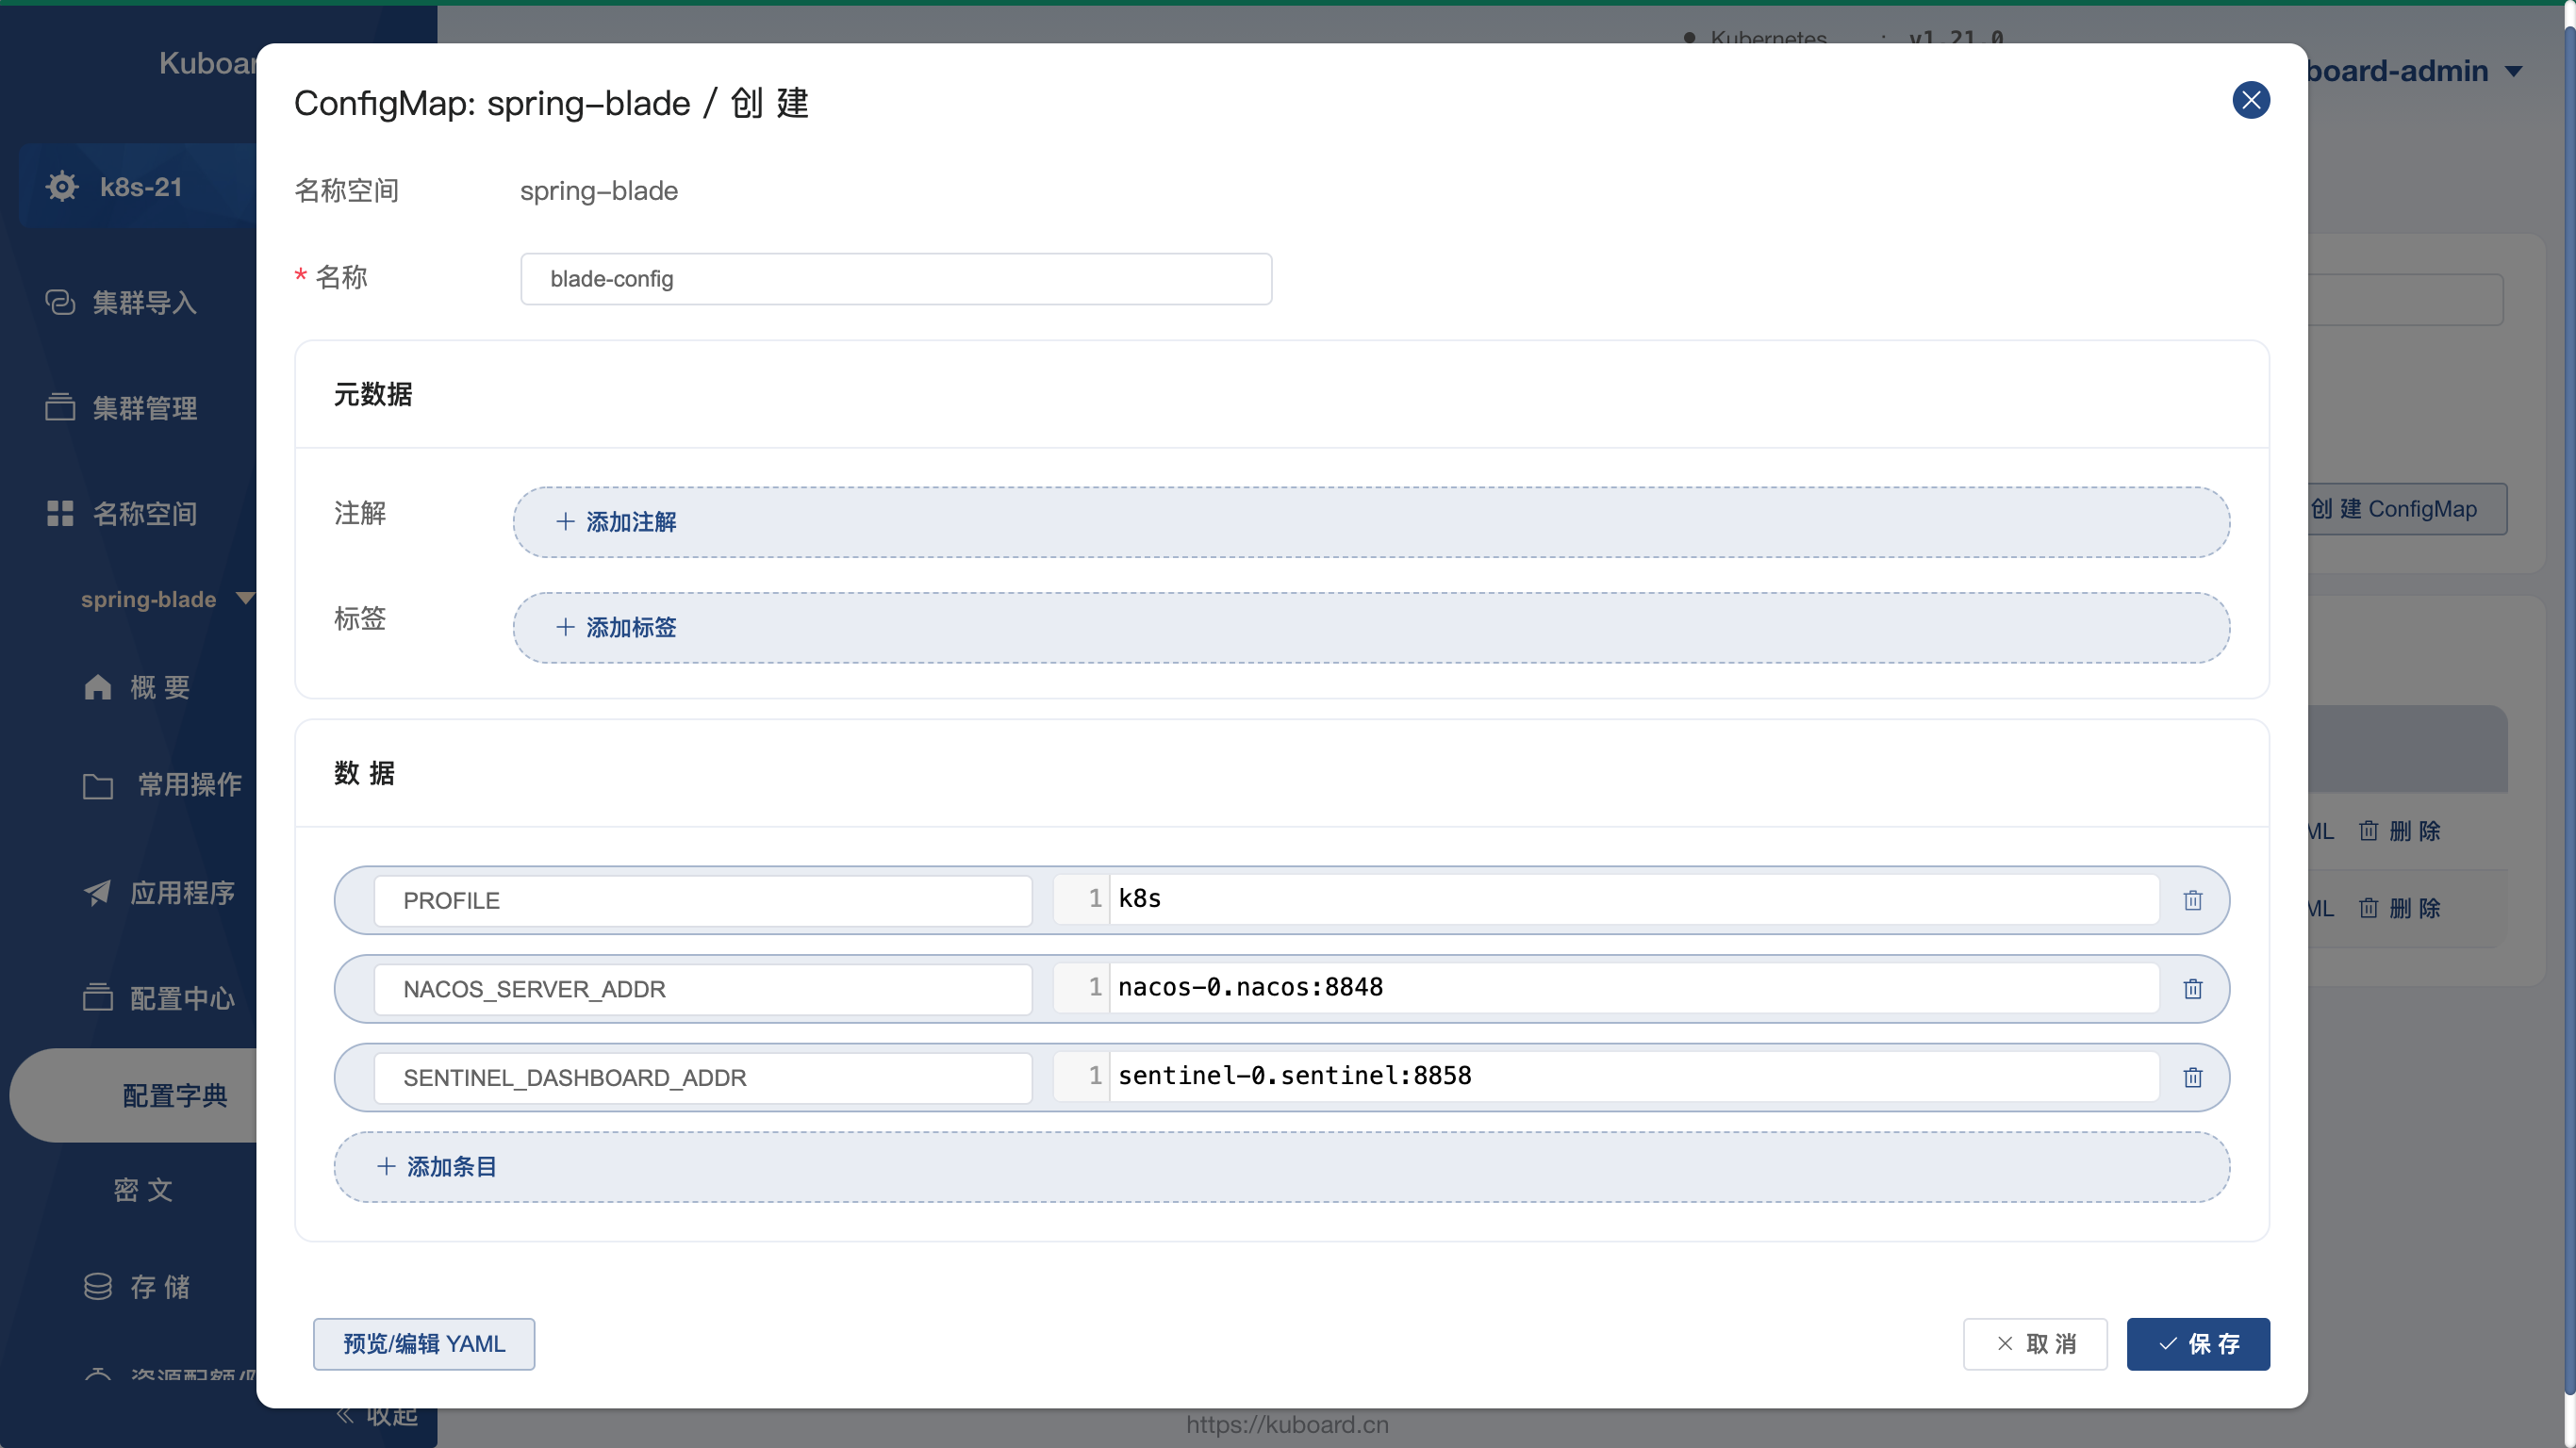 Kubernetes : v1.21.0
Kuboar
board-admin
ConfigMap: spring-blade / 创 建
k8s-21
名称空间 spring-blade
* 名称 blade-config
集群导入
元数据
集群管理
名称空间
注解 + 添加注解
创 建 ConfigMap
spring-blade
标签 + 添加标签
概 要
数 据
常用操作
ML 删 除
应用程序
PROFILE 1 k8s
ML 删 除
NACOS_SERVER_ADDR 1 nacos-0.nacos:8848
配置中心
SENTINEL_DASHBOARD_ADDR 1 sentinel-0.sentinel:8858
配置字典
+ 添加条目
密 文
存 储
预览/编辑 YAML
取 消
保 存
资源配额/
« 收起
https://kuboard.cn